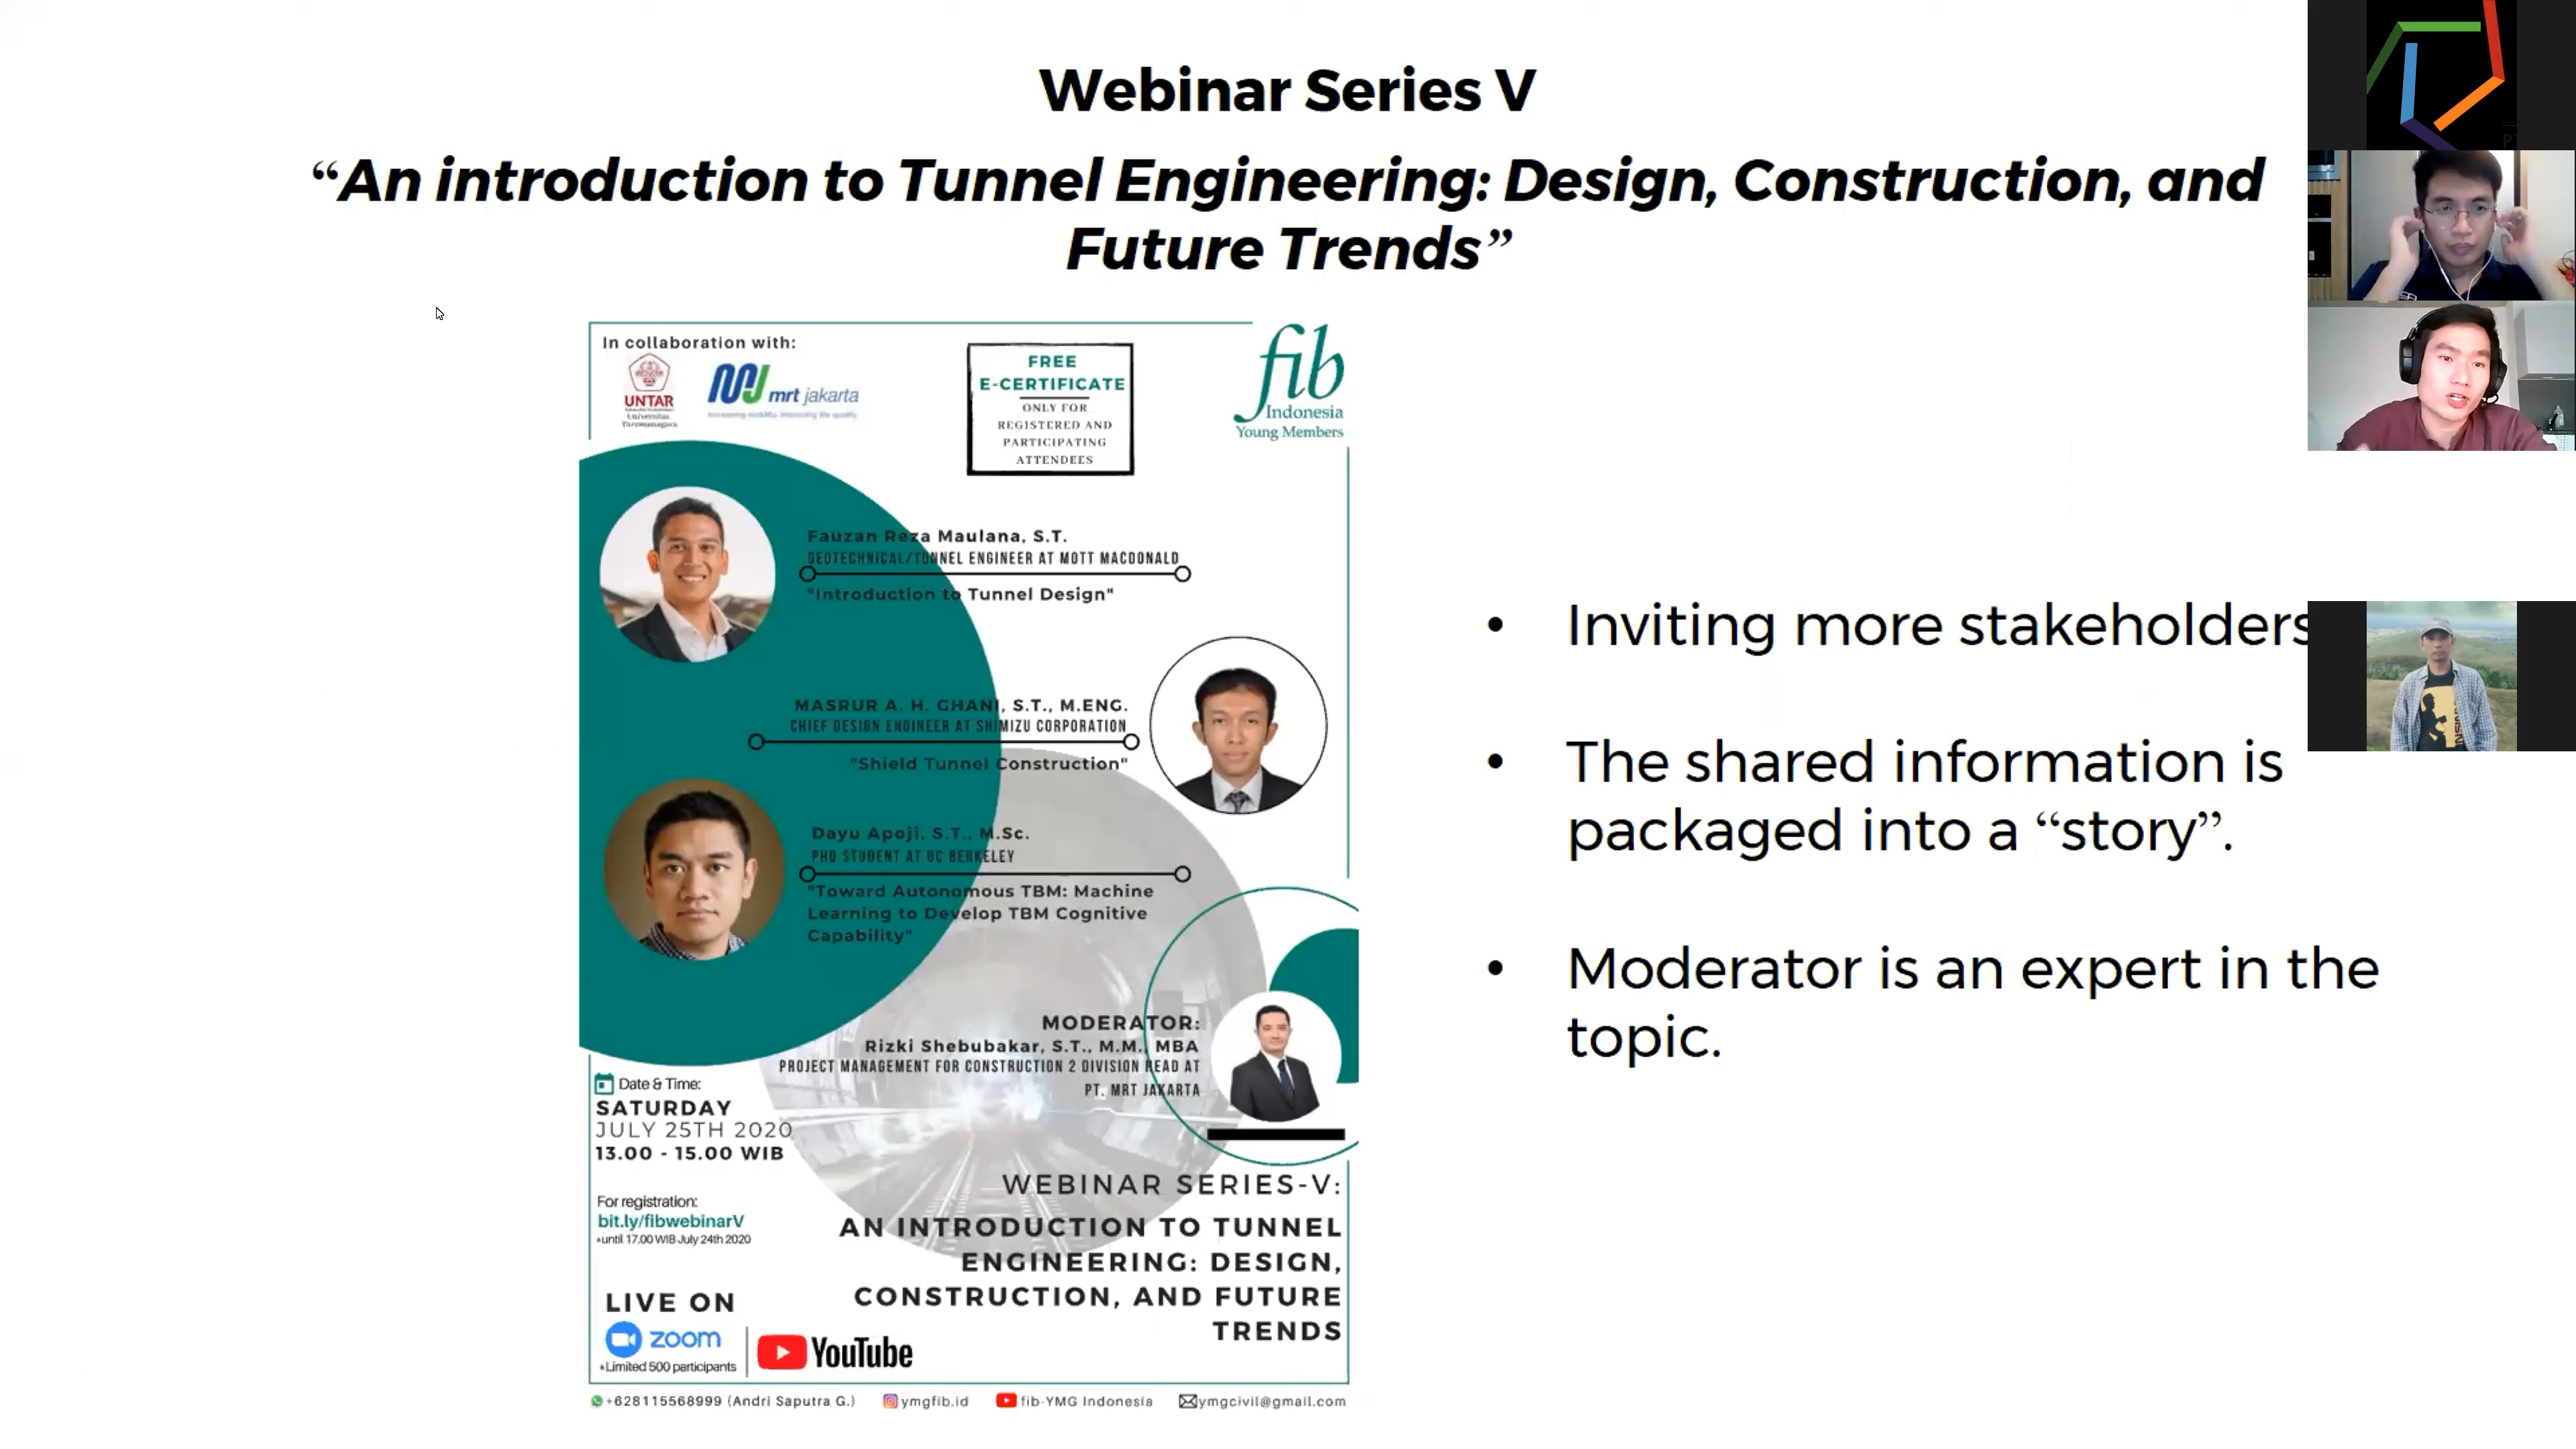 Webinar Series V
“An introduction to Tunnel Engineering: Design, Construction, and
Future Trends”
In collaboration with:
UNTAR
Universitas
Tarumanagara
mrt jakarta
increasing mobility, improving life quality
FREE
E-CERTIFICATE
ONLY FOR
REGISTERED AND
PARTICIPATING
ATTENDEES
fib
Indonesia
Young Members
Fauzan Reza Maulana, S.T.
GEOTECHNICAL/TUNNEL ENGINEER AT MOTT MACDONALD
"Introduction to Tunnel Design"
MASRUR A. H. GHANI, S.T., M.ENG.
CHIEF DESIGN ENGINEER AT SHIMIZU CORPORATION
"Shield Tunnel Construction"
Dayu Apoji, S.T., M.Sc.
PHD STUDENT AT UC BERKELEY
"Toward Autonomous TBM: Machine
Learning to Develop TBM Cognitive
Capability"
MODERATOR:
Rizki Shebubakar, S.T., M.M., MBA
PROJECT MANAGEMENT FOR CONSTRUCTION 2 DIVISION HEAD AT
PT. MRT JAKARTA
Date & Time:
SATURDAY
JULY 25TH 2020
13.00 - 15.00 WIB
For registration:
bit.ly/fibwebinarV
*until 17.00 WIB July 24th 2020
LIVE ON
zoom
*Limited 500 participants
YouTube
WEBINAR SERIES-V:
AN INTRODUCTION TO TUNNEL
ENGINEERING: DESIGN,
CONSTRUCTION, AND FUTURE
TRENDS
+628115568999 (Andri Saputra G.)
ymgfib.id
fib-YMG Indonesia
ymgcivil@gmail.com
• Inviting more stakeholders
• The shared information is
packaged into a “story”.
• Moderator is an expert in the
topic.